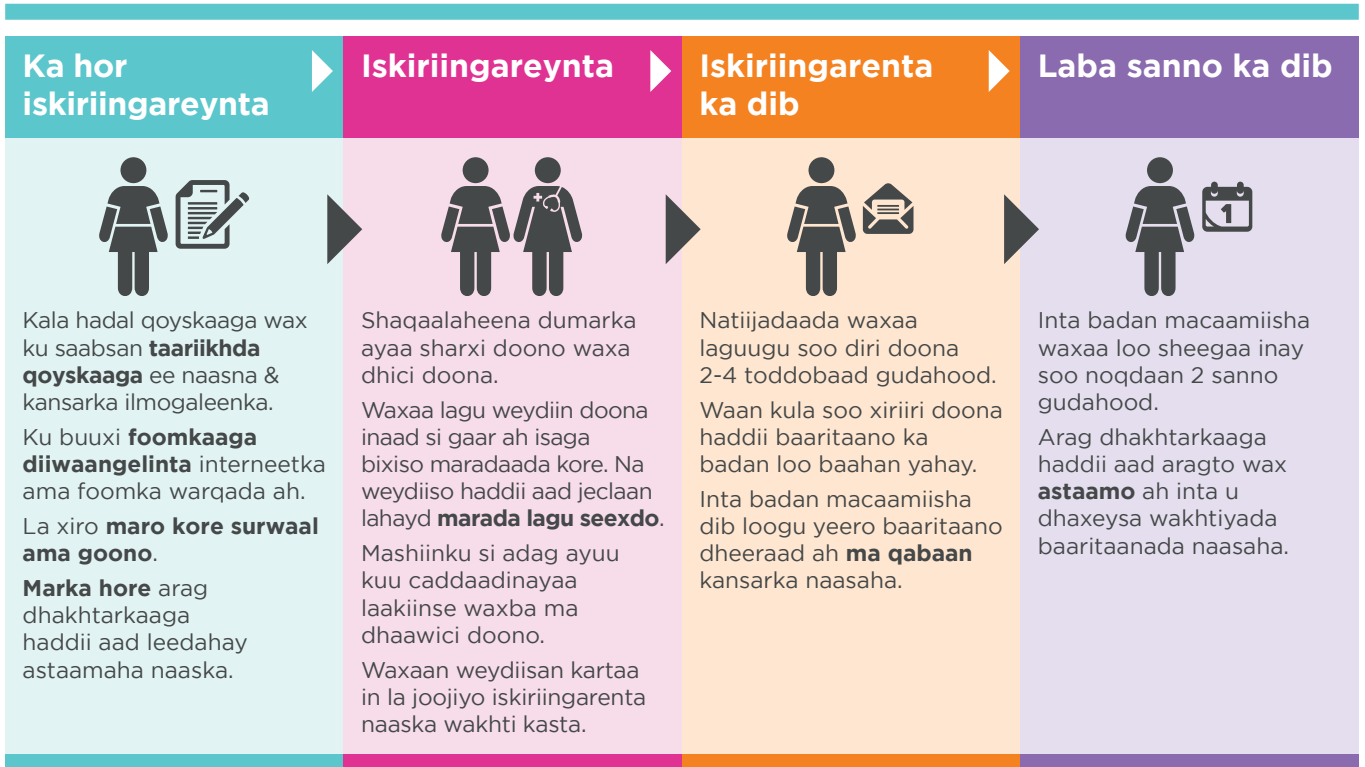 Ka hor
iskiriingareynta
Kala hadal qoyskaaga wax
ku saabsan taariikhda
qoyskaaga ee naasna &
kansarka ilmogaleenka.
Ku buuxi foomkaaga
diiwaangelinta interneetka
ama foomka warqada ah.
La xiro maro kore surwaal
ama goono.
Marka hore arag
dhakhtarkaaga
haddii aad leedahay
astaamaha naaska.
Iskiriingareynta
Shaqaalaheena dumarka
ayaa sharxi doono waxa
dhici doona.
Waxaa lagu weydiin doona
inaad si gaar ah isaga
bixiso maradaada kore. Na
weydiiso haddii aad jeclaan
lahayd marada lagu seexdo.
Mashiinku si adag ayuu
kuu caddaadinayaa
laakiinse waxba ma
dhaawici doono.
Waxaan weydiisan kartaa
in la joojiyo iskiriingarenta
naaska wakhti kasta.
Iskiriingarenta
ka dib
Natiijadaada waxaa
laguugu soo diri doona
2-4 toddobaad gudahood.
Waan kula soo xiriiri doona
haddii baaritaano ka
badan loo baahan yahay.
Inta badan macaamiisha
dib loogu yeero baaritaano
dheeraad ah ma qabaan
kansarka naasaha.
Laba sanno ka dib
1
Inta badan macaamiisha
waxaa loo sheegaa inay
soo noqdaan 2 sanno
gudahood.
Arag dhakhtarkaaga
haddii aad aragto wax
astaamo ah inta u
dhaxeysa wakhtiyada
baaritaanada naasaha.